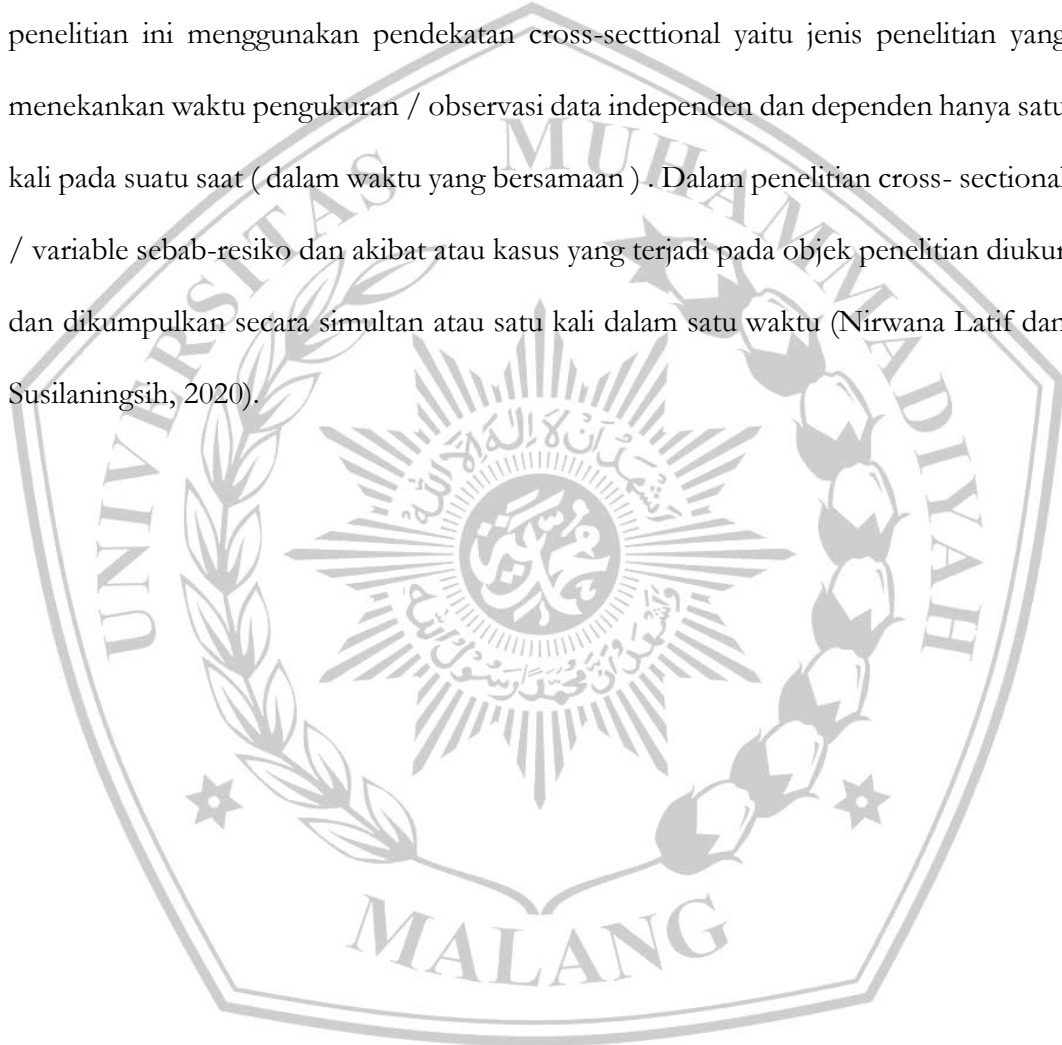 penelitian ini menggunakan pendekatan cross-secttional yaitu jenis penelitian yang
menekankan waktu pengukuran / observasi data independen dan dependen hanya satu
kali pada suatu saat ( dalam waktu yang bersamaan ) . Dalam penelitian cross- sectional
/ variable sebab-resiko dan akibat atau kasus yang terjadi pada objek penelitian diukur
dan dikumpulkan secara simultan atau satu kali dalam satu waktu (Nirwana Latif dan
Susilaningsih, 2020).
UNIVERSITAS MUHAMMADIYAH
MALANG